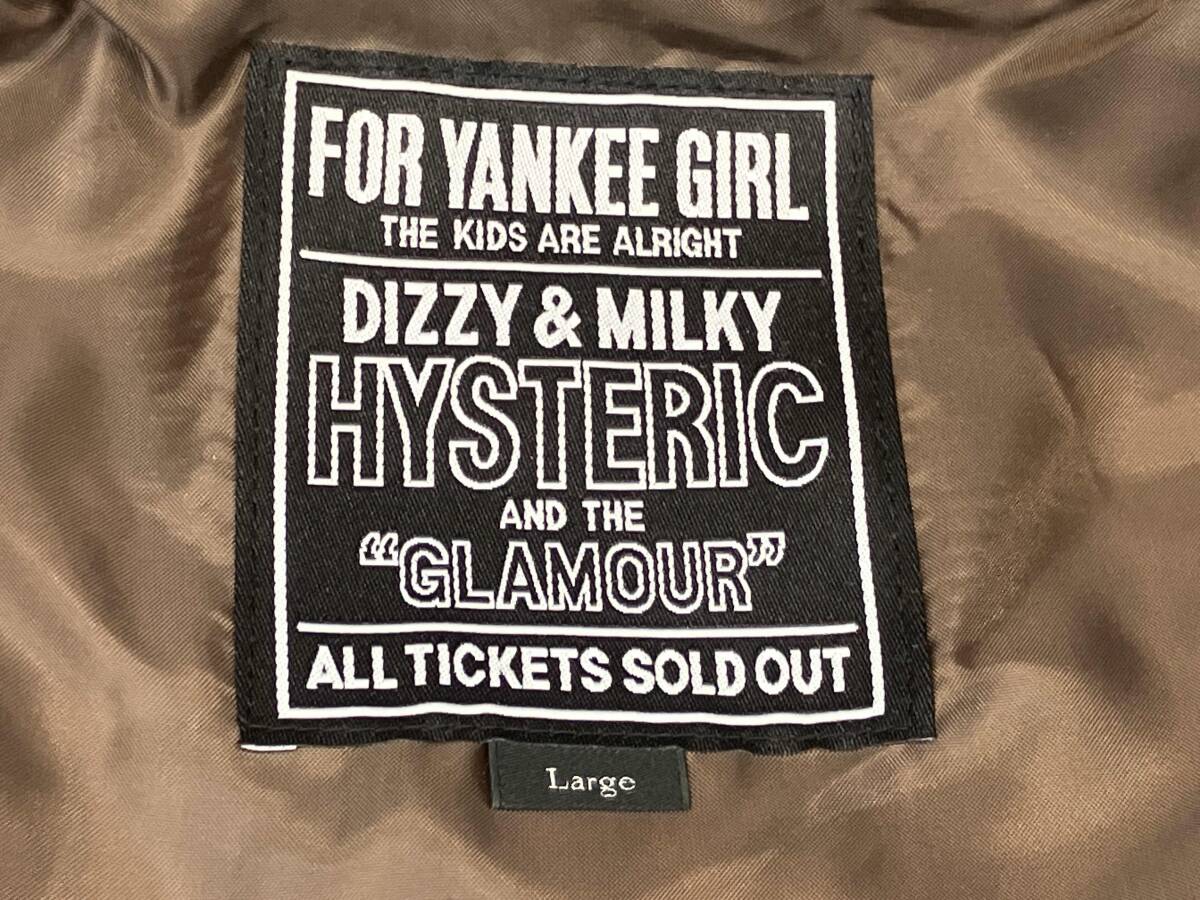 FOR YANKEE GIRL
THE KIDS ARE ALRIGHT
DIZZY & MILKY
HYSTERIC
AND THE
“GLAMOUR”
ALL TICKETS SOLD OUT
Large